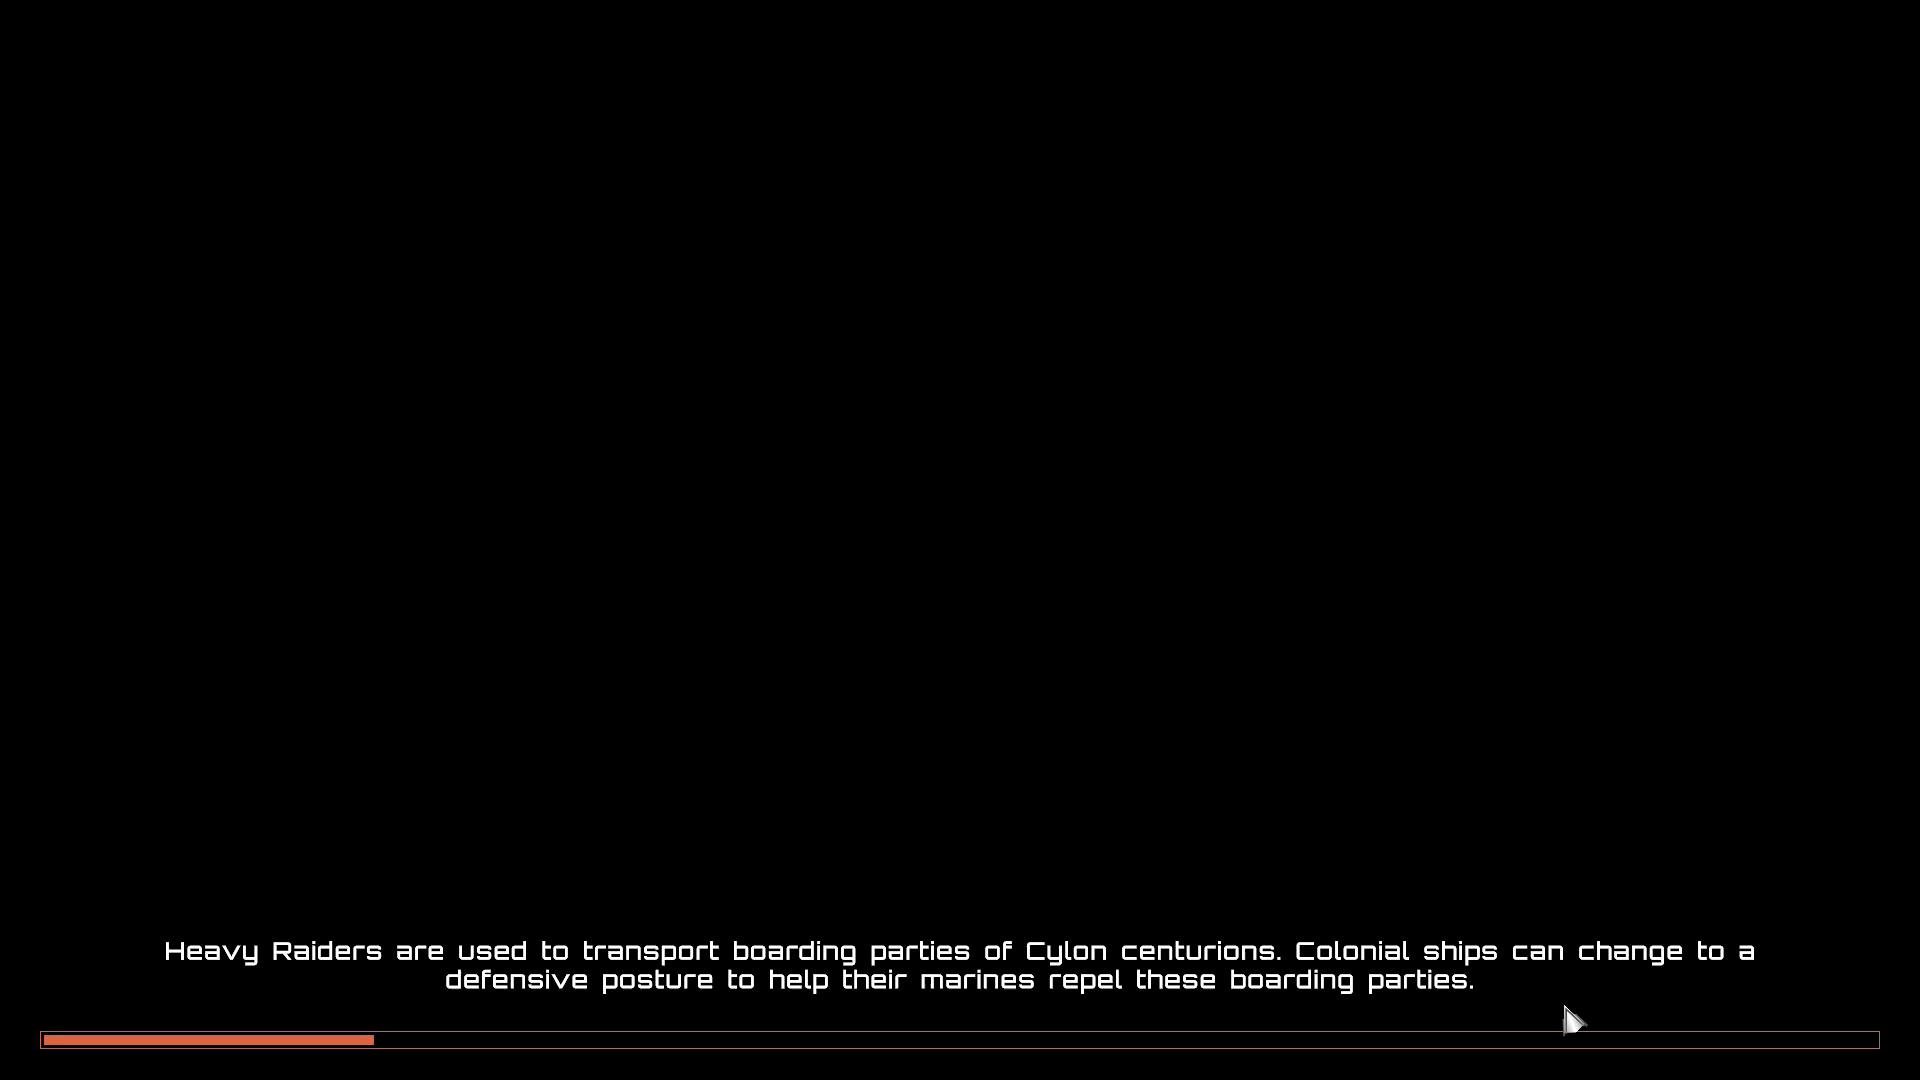 Heavy Raiders are used to transport boarding parties of Cylon centurions. Colonial ships can change to a
defensive posture to help their marines repel these boarding parties.